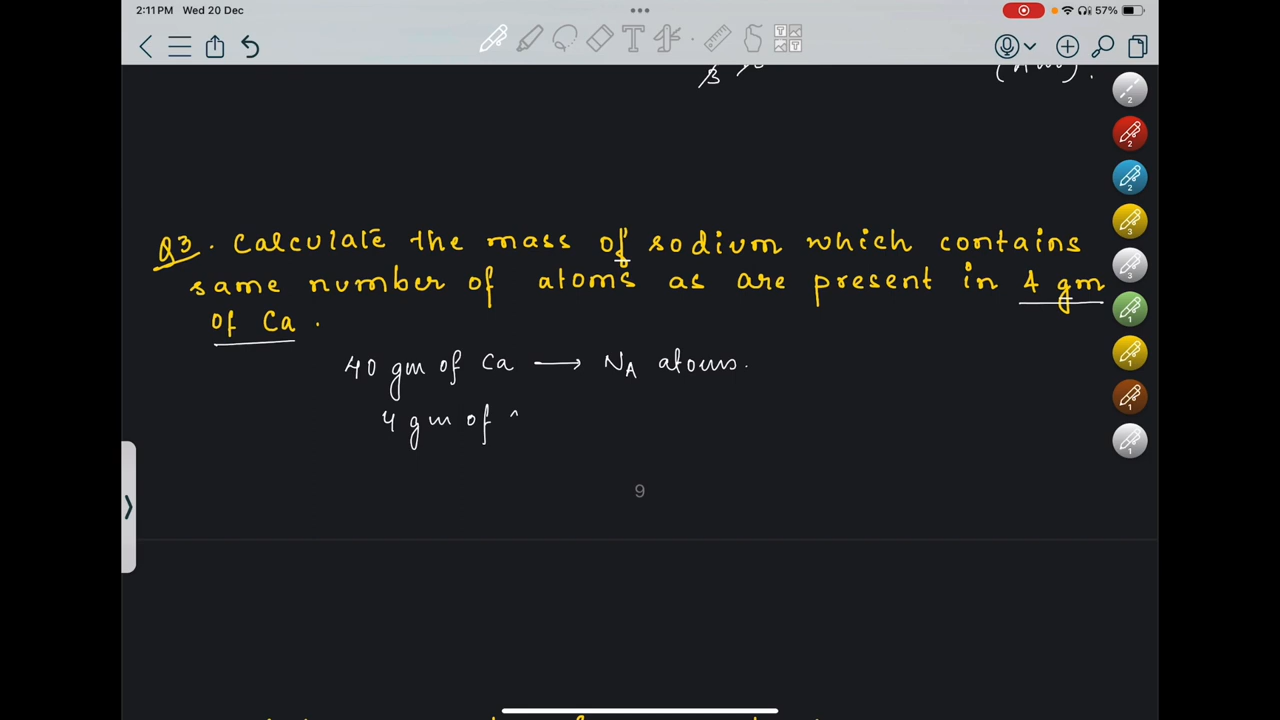 2:11 PM Wed 20 Dec
57%
Q3. Calculate the mass of sodium which contains
same number of atoms as are present in 4 gm
of Ca.
40 gm of Ca → NA atoms.
4 gm of
9